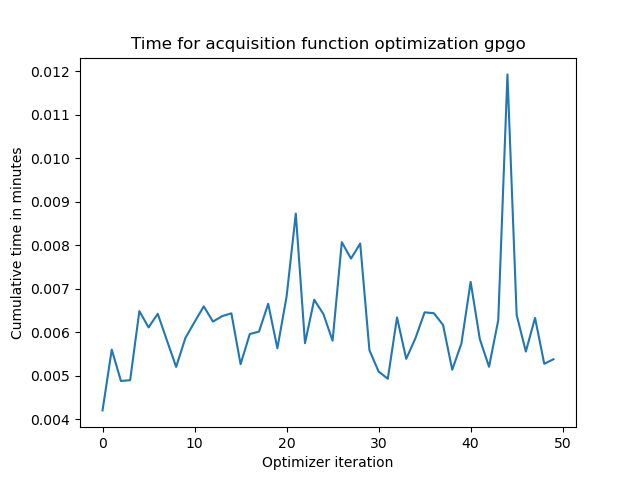 Time for acquisition function optimization gpgo
Cumulative time in minutes
0.012
0.011
0.010
0.009
0.008
0.007
0.006
0.005
0.004
0 10 20 30 40 50
Optimizer iteration